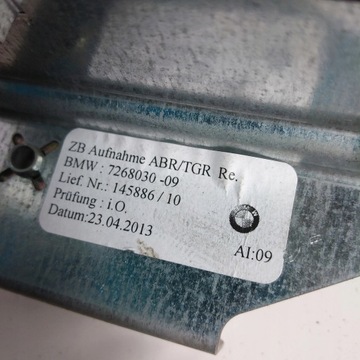 ZB Aufnahme ABR/TGR Re.
BMW : 7268030 -09
Lief. Nr.: 145886 / 10
Prüfung : i.O.
Datum:23.04.2013
AI:09